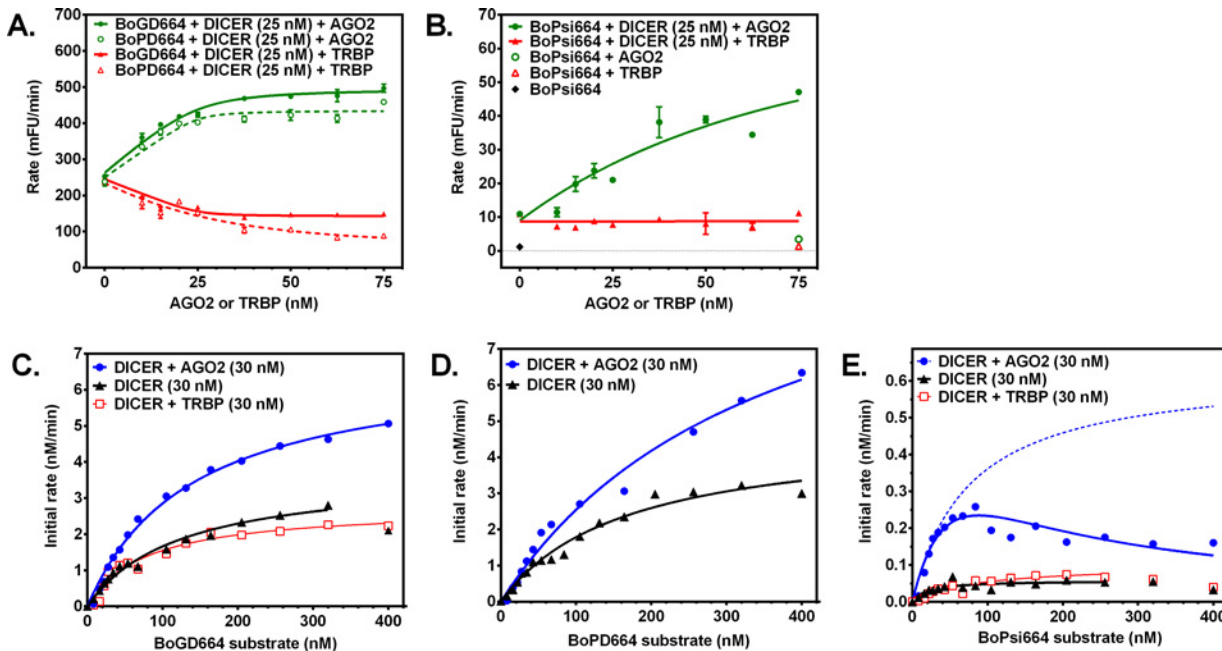 A.
BoGD664 + DICER (25 nM) + AGO2
BoPD664 + DICER (25 nM) + AGO2
BoGD664 + DICER (25 nM) + TRBP
BoPD664 + DICER (25 nM) + TRBP
700
600
500
400
300
200
100
0
Rate (mFU/min)
0 25 50 75
AGO2 or TRBP (nM)
B.
BoPsi664 + DICER (25 nM) + AGO2
BoPsi664 + DICER (25 nM) + TRBP
BoPsi664 + AGO2
BoPsi664 + TRBP
BoPsi664
80
70
60
50
40
30
20
10
0
Rate (mFU/min)
0 25 50 75
AGO2 or TRBP (nM)
C.
DICER + AGO2 (30 nM)
DICER (30 nM)
DICER + TRBP (30 nM)
7
6
5
4
3
2
1
0
Initial rate (nM/min)
0 100 200 300 400
BoGD664 substrate (nM)
D.
DICER + AGO2 (30 nM)
DICER (30 nM)
7
6
5
4
3
2
1
0
Initial rate (nM/min)
0 100 200 300 400
BoPD664 substrate (nM)
E.
DICER + AGO2 (30 nM)
DICER (30 nM)
DICER + TRBP (30 nM)
0.6
0.5
0.4
0.3
0.2
0.1
0.0
Initial rate (nM/min)
0 100 200 300 400
BoPsi664 substrate (nM)